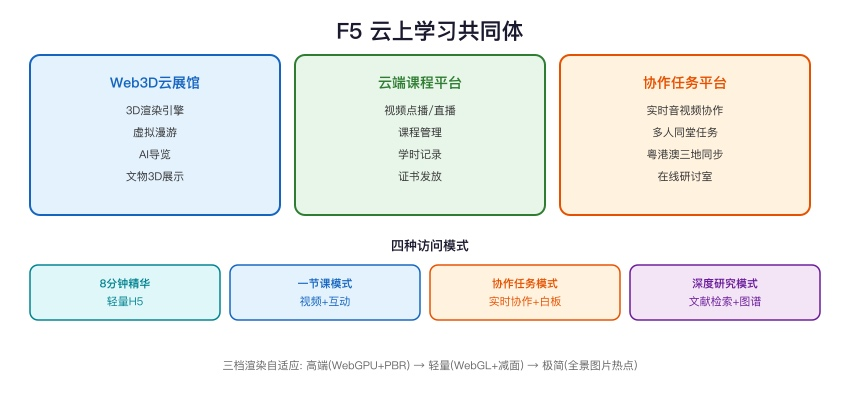 F5 云上学习共同体
Web3D云展馆
3D渲染引擎
虚拟漫游
AI导览
文物3D展示
云端课程平台
视频点播/直播
课程管理
学时记录
证书发放
协作任务平台
实时音视频协作
多人同堂任务
粤港澳三地同步
在线研讨室
四种访问模式
8分钟精华
轻量H5
一节课模式
视频+互动
协作任务模式
实时协作+白板
深度研究模式
文献检索+图谱
三档渲染自适应: 高端(WebGPU+PBR) → 轻量(WebGL+减面) → 极简(全景图片热点)